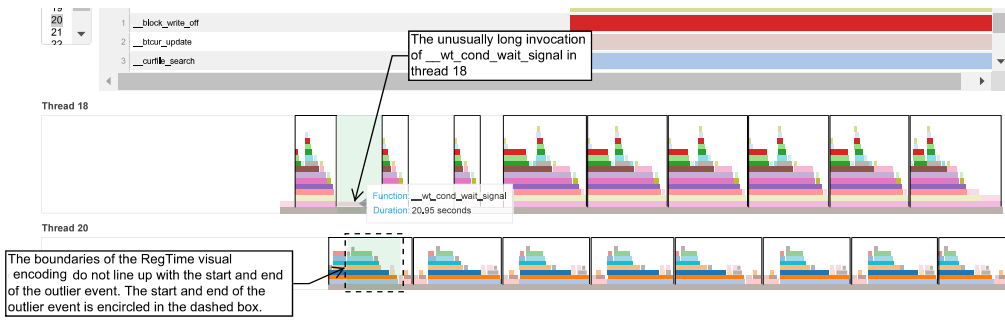 19
20
21
22
1 __block_write_off
2 __btcur_update
3 __curfile_search
The unusually long invocation
of __wt_cond_wait_signal in
thread 18
Thread 18
Function: __wt_cond_wait_signal
Duration: 20.95 seconds
Thread 20
The boundaries of the RegTime visual
encoding do not line up with the start and end
of the outlier event. The start and end of the
outlier event is encircled in the dashed box.